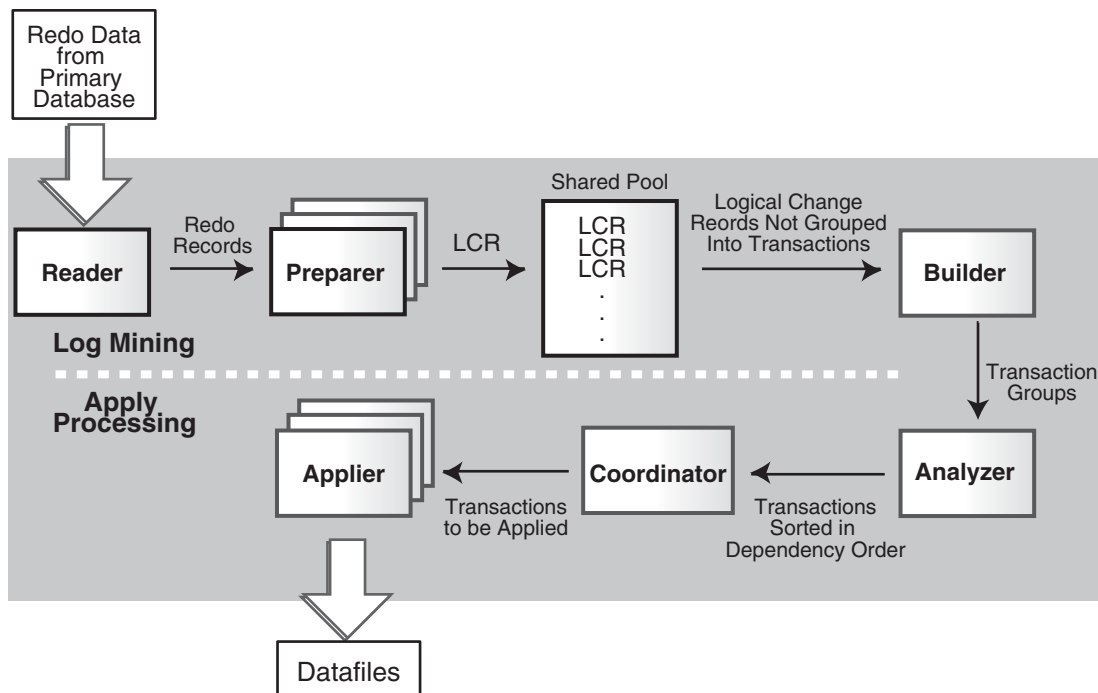 Redo Data
from
Primary
Database
Shared Pool
Redo
Records
LCR
LCR
LCR
LCR
.
.
.
Logical Change
Reords Not Grouped
Into Transactions
Reader
Preparer
Builder
Log Mining
Transaction
Groups
Apply
Processing
Applier
Coordinator
Analyzer
Transactions
to be Applied
Transactions
Sorted in
Dependency Order
Datafiles